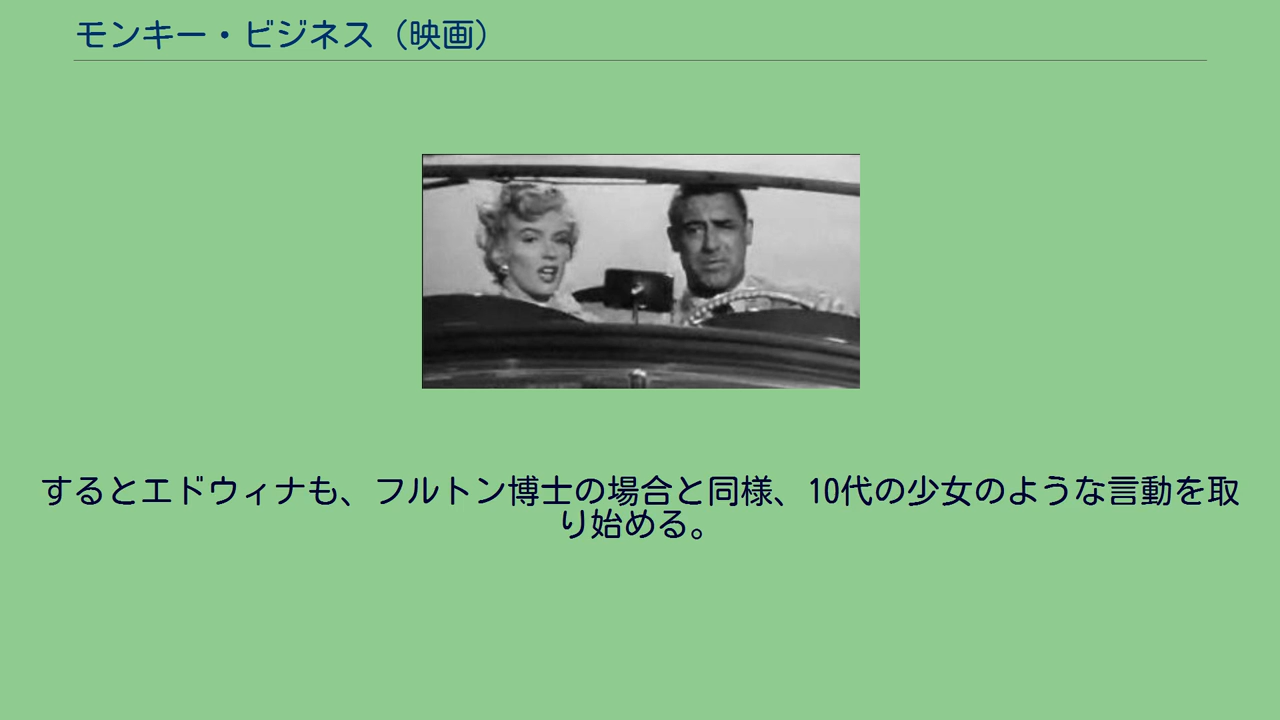 モンキー・ビジネス（映画）
するとエドウィナも、フルトン博士の場合と同様、10代の少女のような言動を取
り始める。